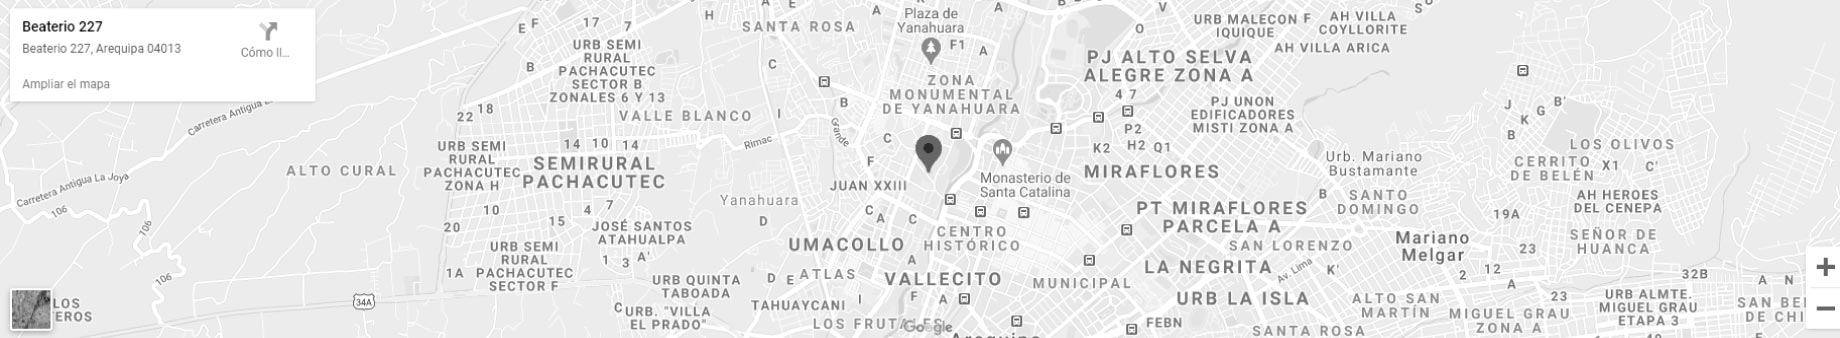 Beaterio 227
Beaterio 227, Arequipa 04013
Cómo ll...
Ampliar el mapa
Carretera Antigua La
Carretera Antigua La Joya
106
106
106
34A
ALTO CURAL
LOS
EROS
E
F
17
7
URB SEMI
RURAL
PACHACUTEC
SECTOR B
ZONALES 6 Y 13
B
18
22
URB SEMI
RURAL
PACHACUTEC
ZONA H
14
10
14
SEMIRURAL
PACHACUTEC
10
20
15
4
7
JOSÉ SANTOS
ATAHUALPA
1
3
A'
URB SEMI
RURAL
PACHACUTEC
SECTOR F
1A
URB QUINTA
TABOADA
C
URB. "VILLA
EL PRADO"
VALLE BLANCO
H
SANTA ROSA
A
C
I
B
Rimac
Grande
C
F
Yanahuara
D
JUAN XXIII
C
A
C
UMACOLLO
A
D
E
ATLAS
TAHUAYCANI
I
F
A
VALLECITO
LOS FRUTALES
Google
Arequipa
Plaza de
Yanahuara
F1
A
A
ZONA
MONUMENTAL
DE YANAHUARA
Monasterio de
Santa Catalina
CENTRO
HISTÓRICO
MUNICIPAL
B
C
V
O
PJ ALTO SELVA
ALEGRE ZONA A
4
7
P2
H2
Q1
K2
MIRAFLORES
PT MIRAFLORES
PARCELA A
SAN LORENZO
LA NEGRITA
Av. Lima
K'
URB LA ISLA
FEBN
SANTA ROSA
URB MALECON F
IQUIQUE
AH VILLA
COYLLORITE
AH VILLA ARICA
S
PJ UNON
EDIFICADORES
MISTI ZONA A
Urb. Mariano
Bustamante
B
SANTO
DOMINGO
Mariano
Melgar
J
G
B'
K
B
LOS OLIVOS
CERRITO
DE BELÉN
X1
C'
AH HEROES
DEL CENEPA
19A
23
SEÑOR DE
HUANCA
2
12
A
23
32B
A
N
ALTO SAN
MARTÍN
MIGUEL GRAU
ZONA A
URB ALMTE.
MIGUEL GRAU
ETAPA 3
SAN BE
DE CHI